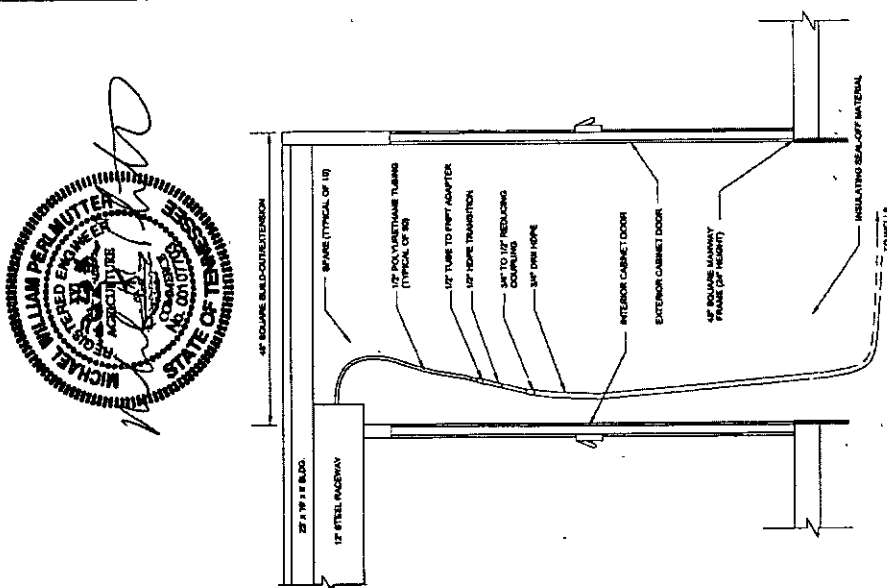 MICHAEL WILLIAM PERLMUTTER
REGISTERED ENGINEER
AGRICULTURE
COMMERCE
No. 00107703
STATE OF TENNESSEE
48" SQUARE BUILD-OUT/EXTENSION
SPARE (TYPICAL OF 10)
1/2" POLYURETHANE TUBING
(TYPICAL OF
1/2" TUBE TO FNPT ADAPTER
1/2" HDPE TRANSITION
3/4" TO 1/2" REDUCING
COUPLING
3/4" HDPE
INTERIOR CABINET DOOR
EXTERIOR CABINET DOOR
48" SQUARE MANWAY
FRAME (24" HEIGHT)
INSULATING SEAL-OFF MATERIAL
BLDG.
12" STEEL RACEWAY